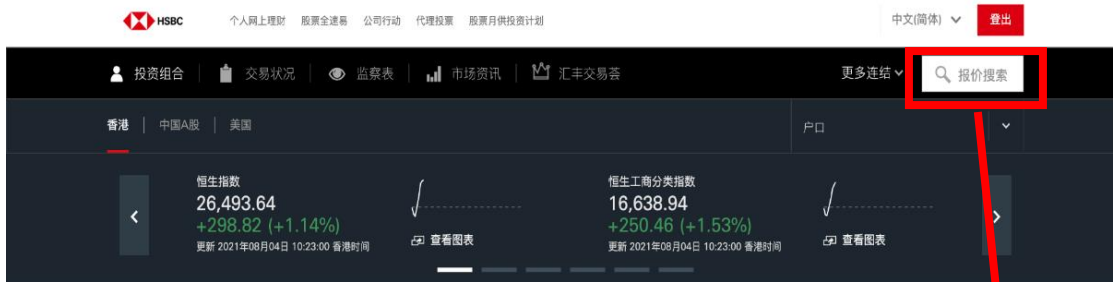 HSBC 个人网上理财 股票全速易 公司行动 代理投票 股票月供投资计划 中文(简体) 登出
投资组合 交易状况 监察表 市场资讯 汇丰交易荟 更多连结 报价搜索
香港 中国A股 美国 户口
恒生指数
26,493.64
+298.82 (+1.14%)
更新 2021年08月04日 10:23:00 香港时间
查看图表
恒生工商分类指数
16,638.94
+250.46 (+1.53%)
更新 2021年08月04日 10:23:00 香港时间
查看图表